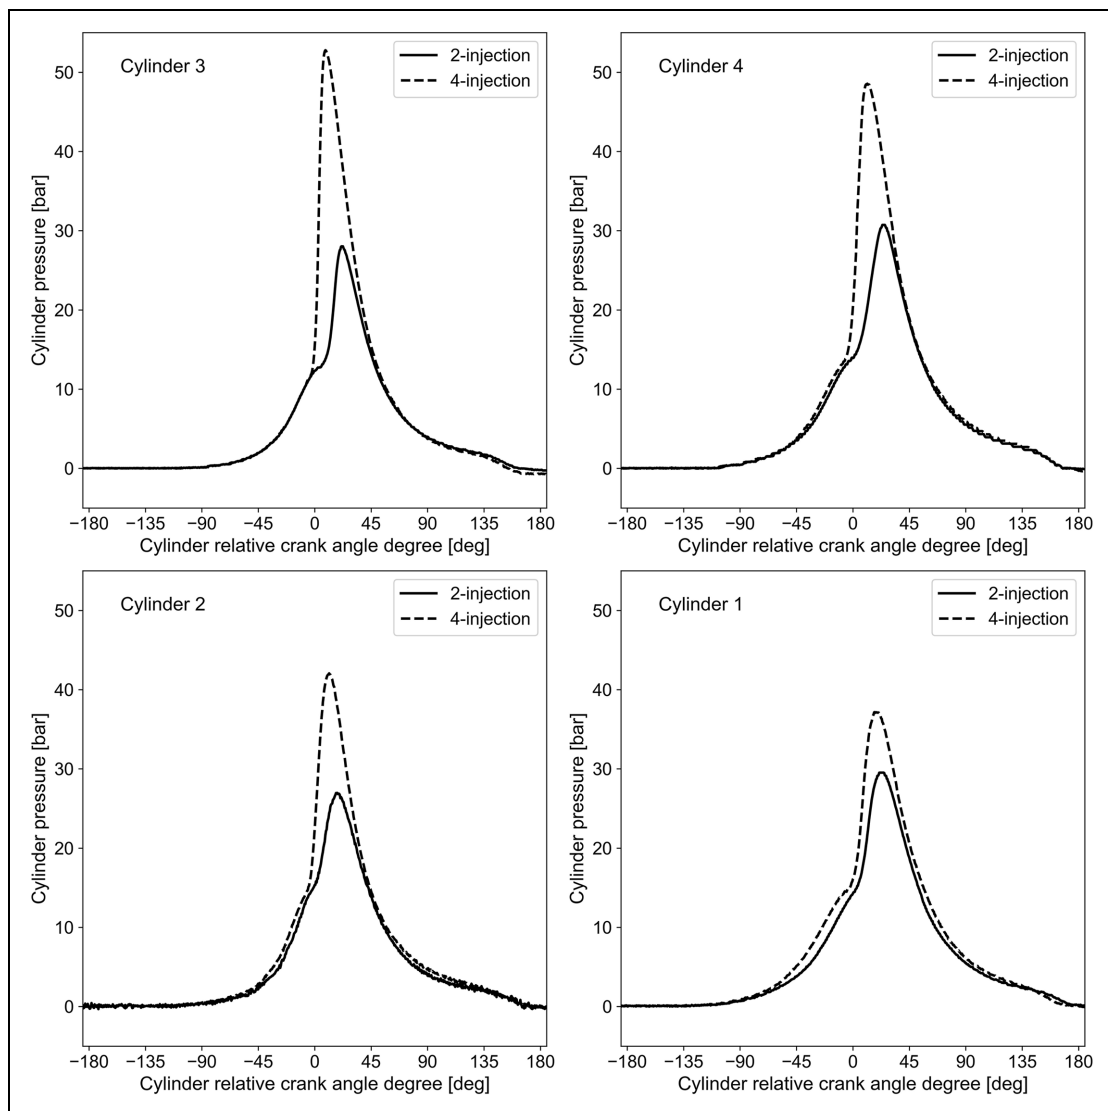 Cylinder 3
2-injection
4-injection
50
40
30
20
10
0
Cylinder pressure [bar]
−180 −135 −90 −45 0 45 90 135 180
Cylinder relative crank angle degree [deg]
Cylinder 4
2-injection
4-injection
50
40
30
20
10
0
Cylinder pressure [bar]
−180 −135 −90 −45 0 45 90 135 180
Cylinder relative crank angle degree [deg]
Cylinder 2
2-injection
4-injection
50
40
30
20
10
0
Cylinder pressure [bar]
−180 −135 −90 −45 0 45 90 135 180
Cylinder relative crank angle degree [deg]
Cylinder 1
2-injection
4-injection
50
40
30
20
10
0
Cylinder pressure [bar]
−180 −135 −90 −45 0 45 90 135 180
Cylinder relative crank angle degree [deg]